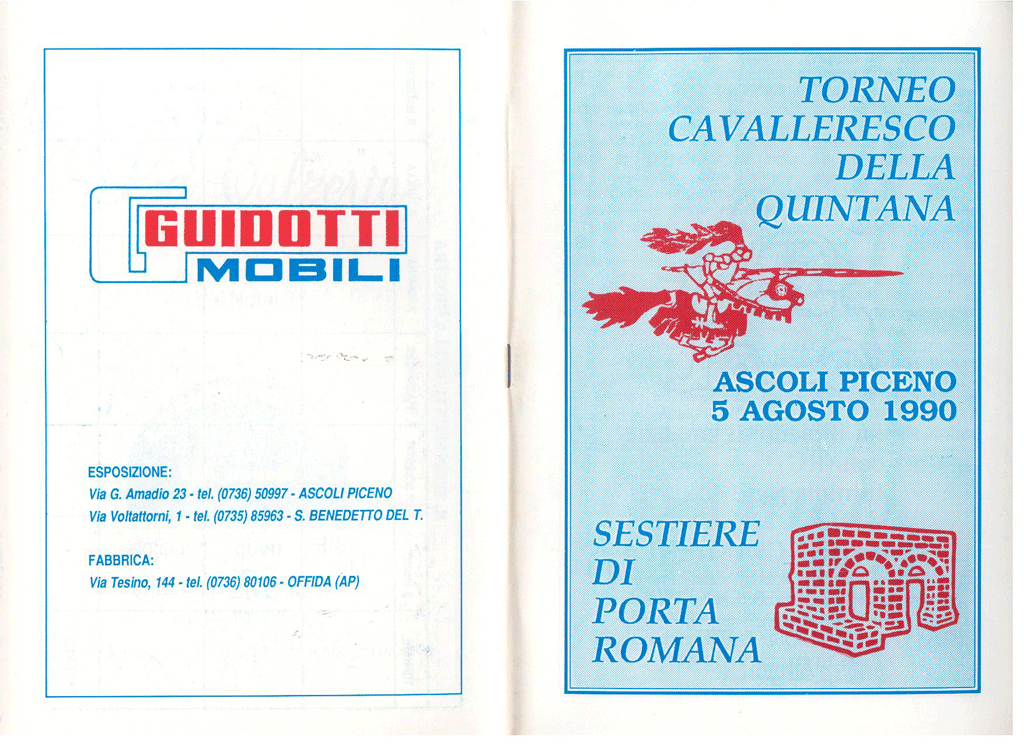 GUIDOTTI
MOBILI
ESPOSIZIONE:
Via G. Amadio 23 - tel. (0736) 50997 - ASCOLI PICENO
Via Voltattorni, 1 - tel. (0735) 85963 - S. BENEDETTO DEL T.
FABBRICA:
Via Tesino, 144 - tel. (0736) 80106 - OFFIDA (AP)
TORNEO
CAVALLERESCO
DELLA
QUINTANA
ASCOLI PICENO
5 AGOSTO 1990
SESTIERE
DI
PORTA
ROMANA